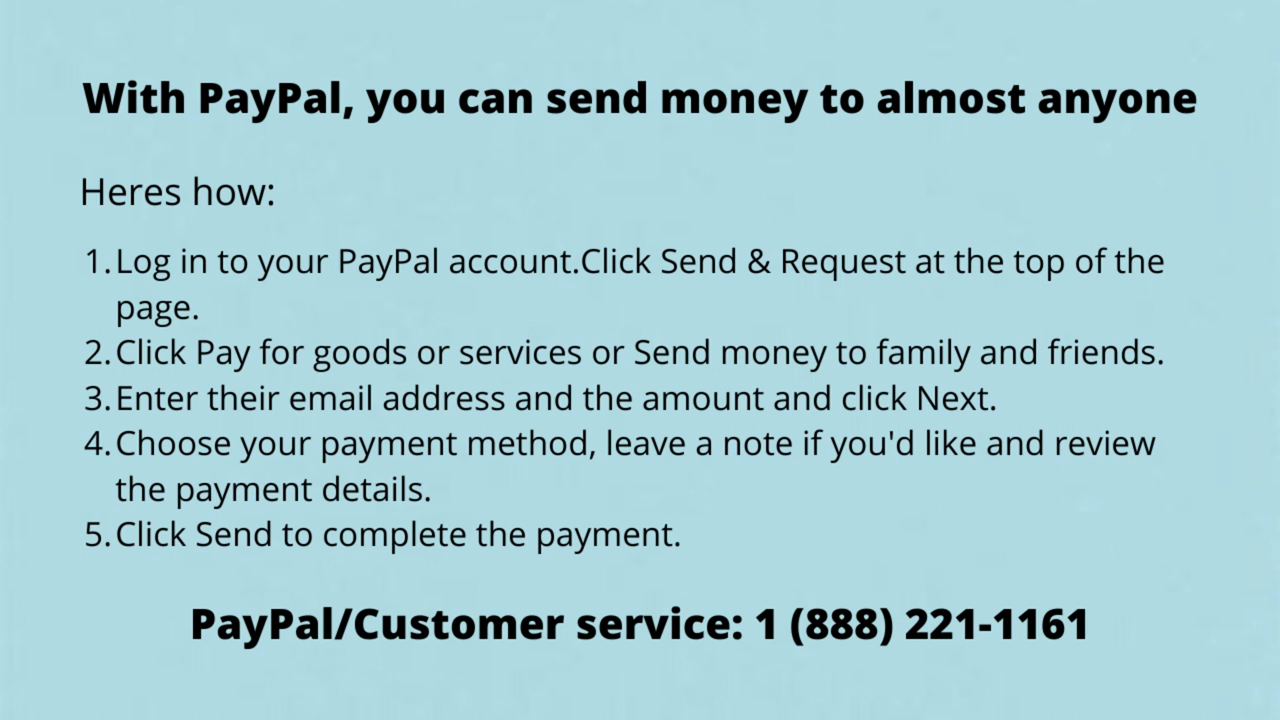 With PayPal, you can send money to almost anyone
Heres how:
1. Log in to your PayPal account.Click Send & Request at the top of the
page.
2. Click Pay for goods or services or Send money to family and friends.
3. Enter their email address and the amount and click Next.
4. Choose your payment method, leave a note if you'd like and review
the payment details.
5. Click Send to complete the payment.
PayPal/Customer service: 1 (888) 221-1161